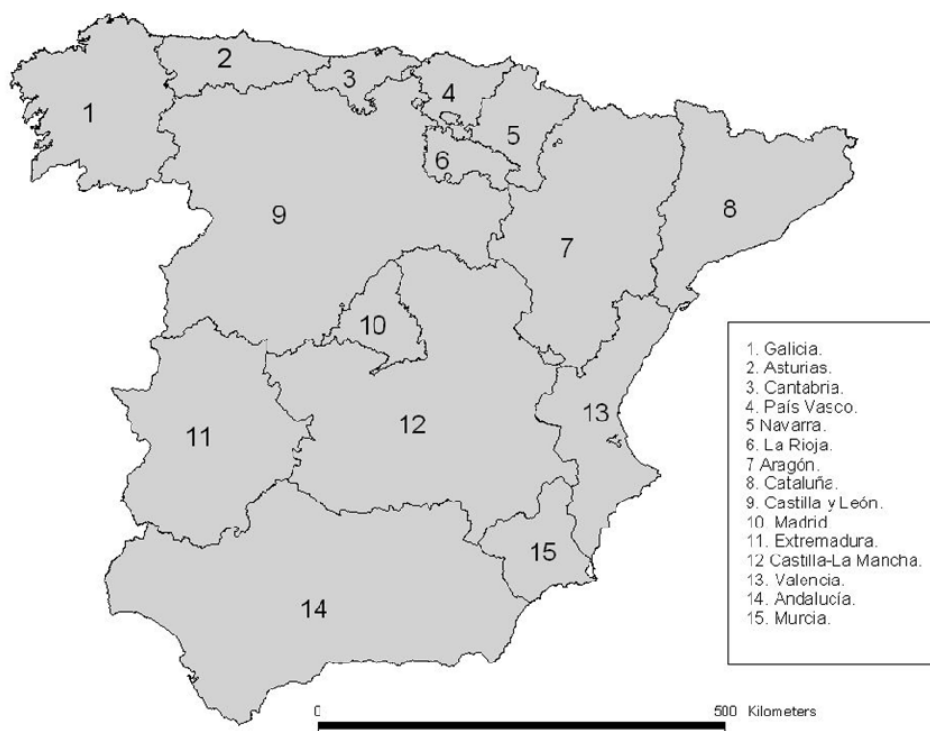 2
3
4
1
5
6
9
8
7
10
13
12
11
15
14
1. Galicia.
2. Asturias.
3. Cantabria.
4. País Vasco.
5 Navarra.
6. La Rioja.
7 Aragón.
8. Cataluña.
9. Castilla y León.
10. Madrid
11. Extremadura.
12 Castilla-La Mancha.
13. Valencia.
14. Andalucía.
15. Murcia.
0 500 Kilometers